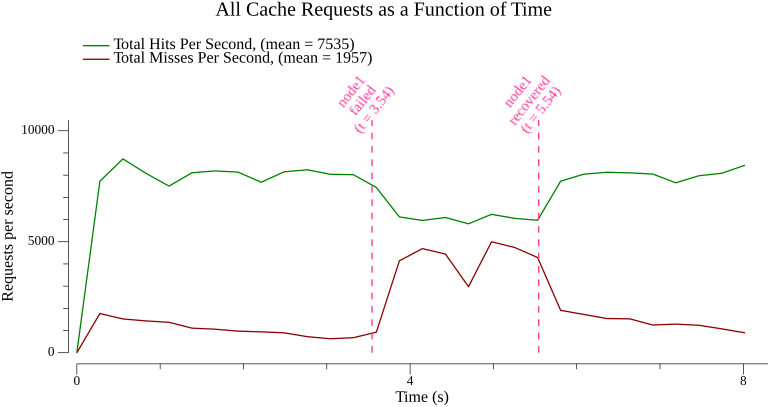 All Cache Requests as a Function of Time
Total Hits Per Second, (mean = 7535)
Total Misses Per Second, (mean = 1957)
node1
failed
(t = 3.54)
node1
recovered
(t = 5.54)
10000
5000
0
Requests per second
0
4
8
Time (s)